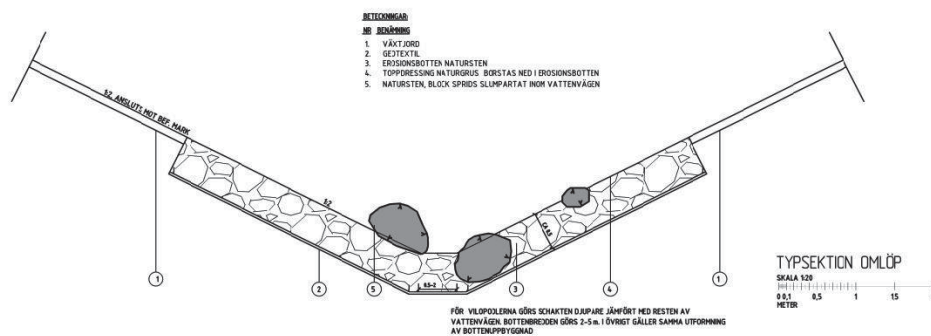 BETECKNINGAR:
NR BENÄMNING
1. VÄXTJORD
2. GEOTEXTIL
3. EROSIONSBOTTEN NATURSTEN
4. TOPPDRESSING NATURGRUS BORSTAS NED I EROSIONSBOTTEN
5. NATURSTEN, BLOCK SPRIDS SLUMPARTAT INOM VATTENVÄGEN
1:2, ANSLUTS MOT BEF. MARK
1:2
CA 0.5
0.5-2
1
2
5
3
4
1
TYPSEKTION OMLÖP
SKALA 1:20
0 0,1 0,5 1 1,5
METER
FÖR VILOPOOLERNA GÖRS SCHAKTEN DJUPARE JÄMFÖRT MED RESTEN AV
VATTENVÄGEN. BOTTENBREDDEN GÖRS 2-5 m. I ÖVRIGT GÄLLER SAMMA UTFORMNING
AV BOTTENUPPBYGGNAD